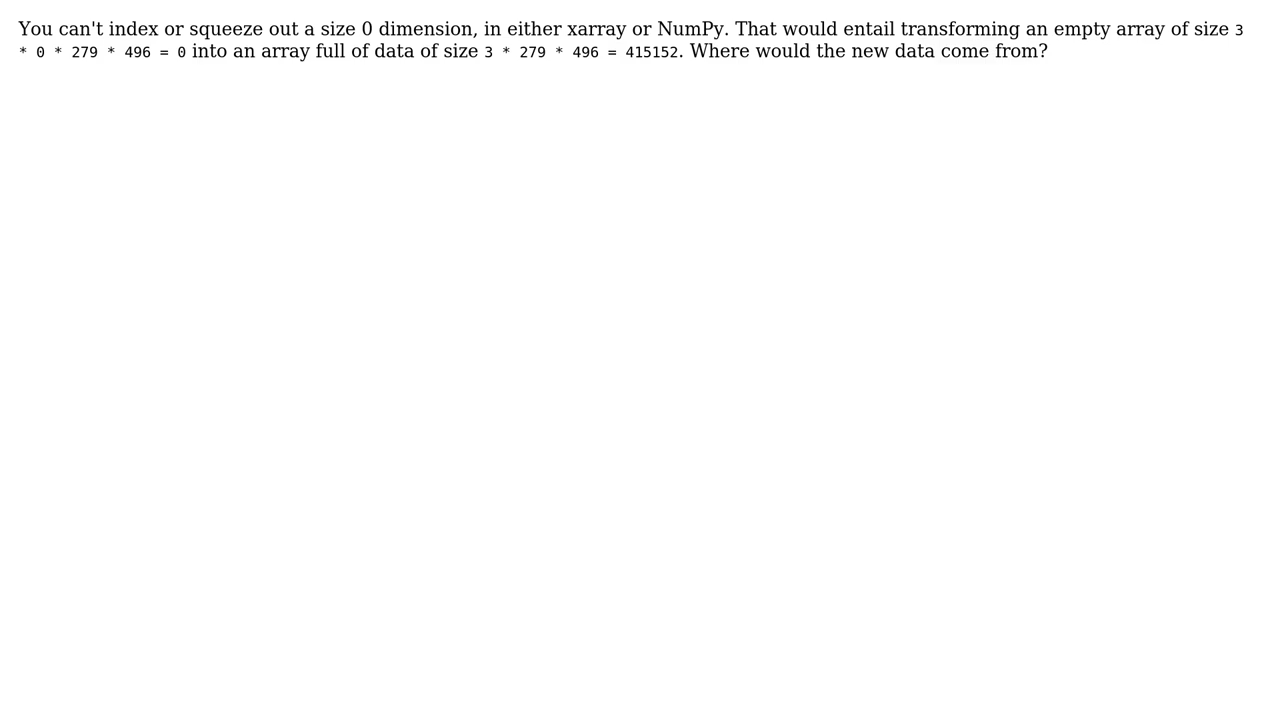 You can't index or squeeze out a size 0 dimension, in either xarray or NumPy. That would entail transforming an empty array of size 3
* 0 * 279 * 496 = 0 into an array full of data of size 3 * 279 * 496 = 415152. Where would the new data come from?